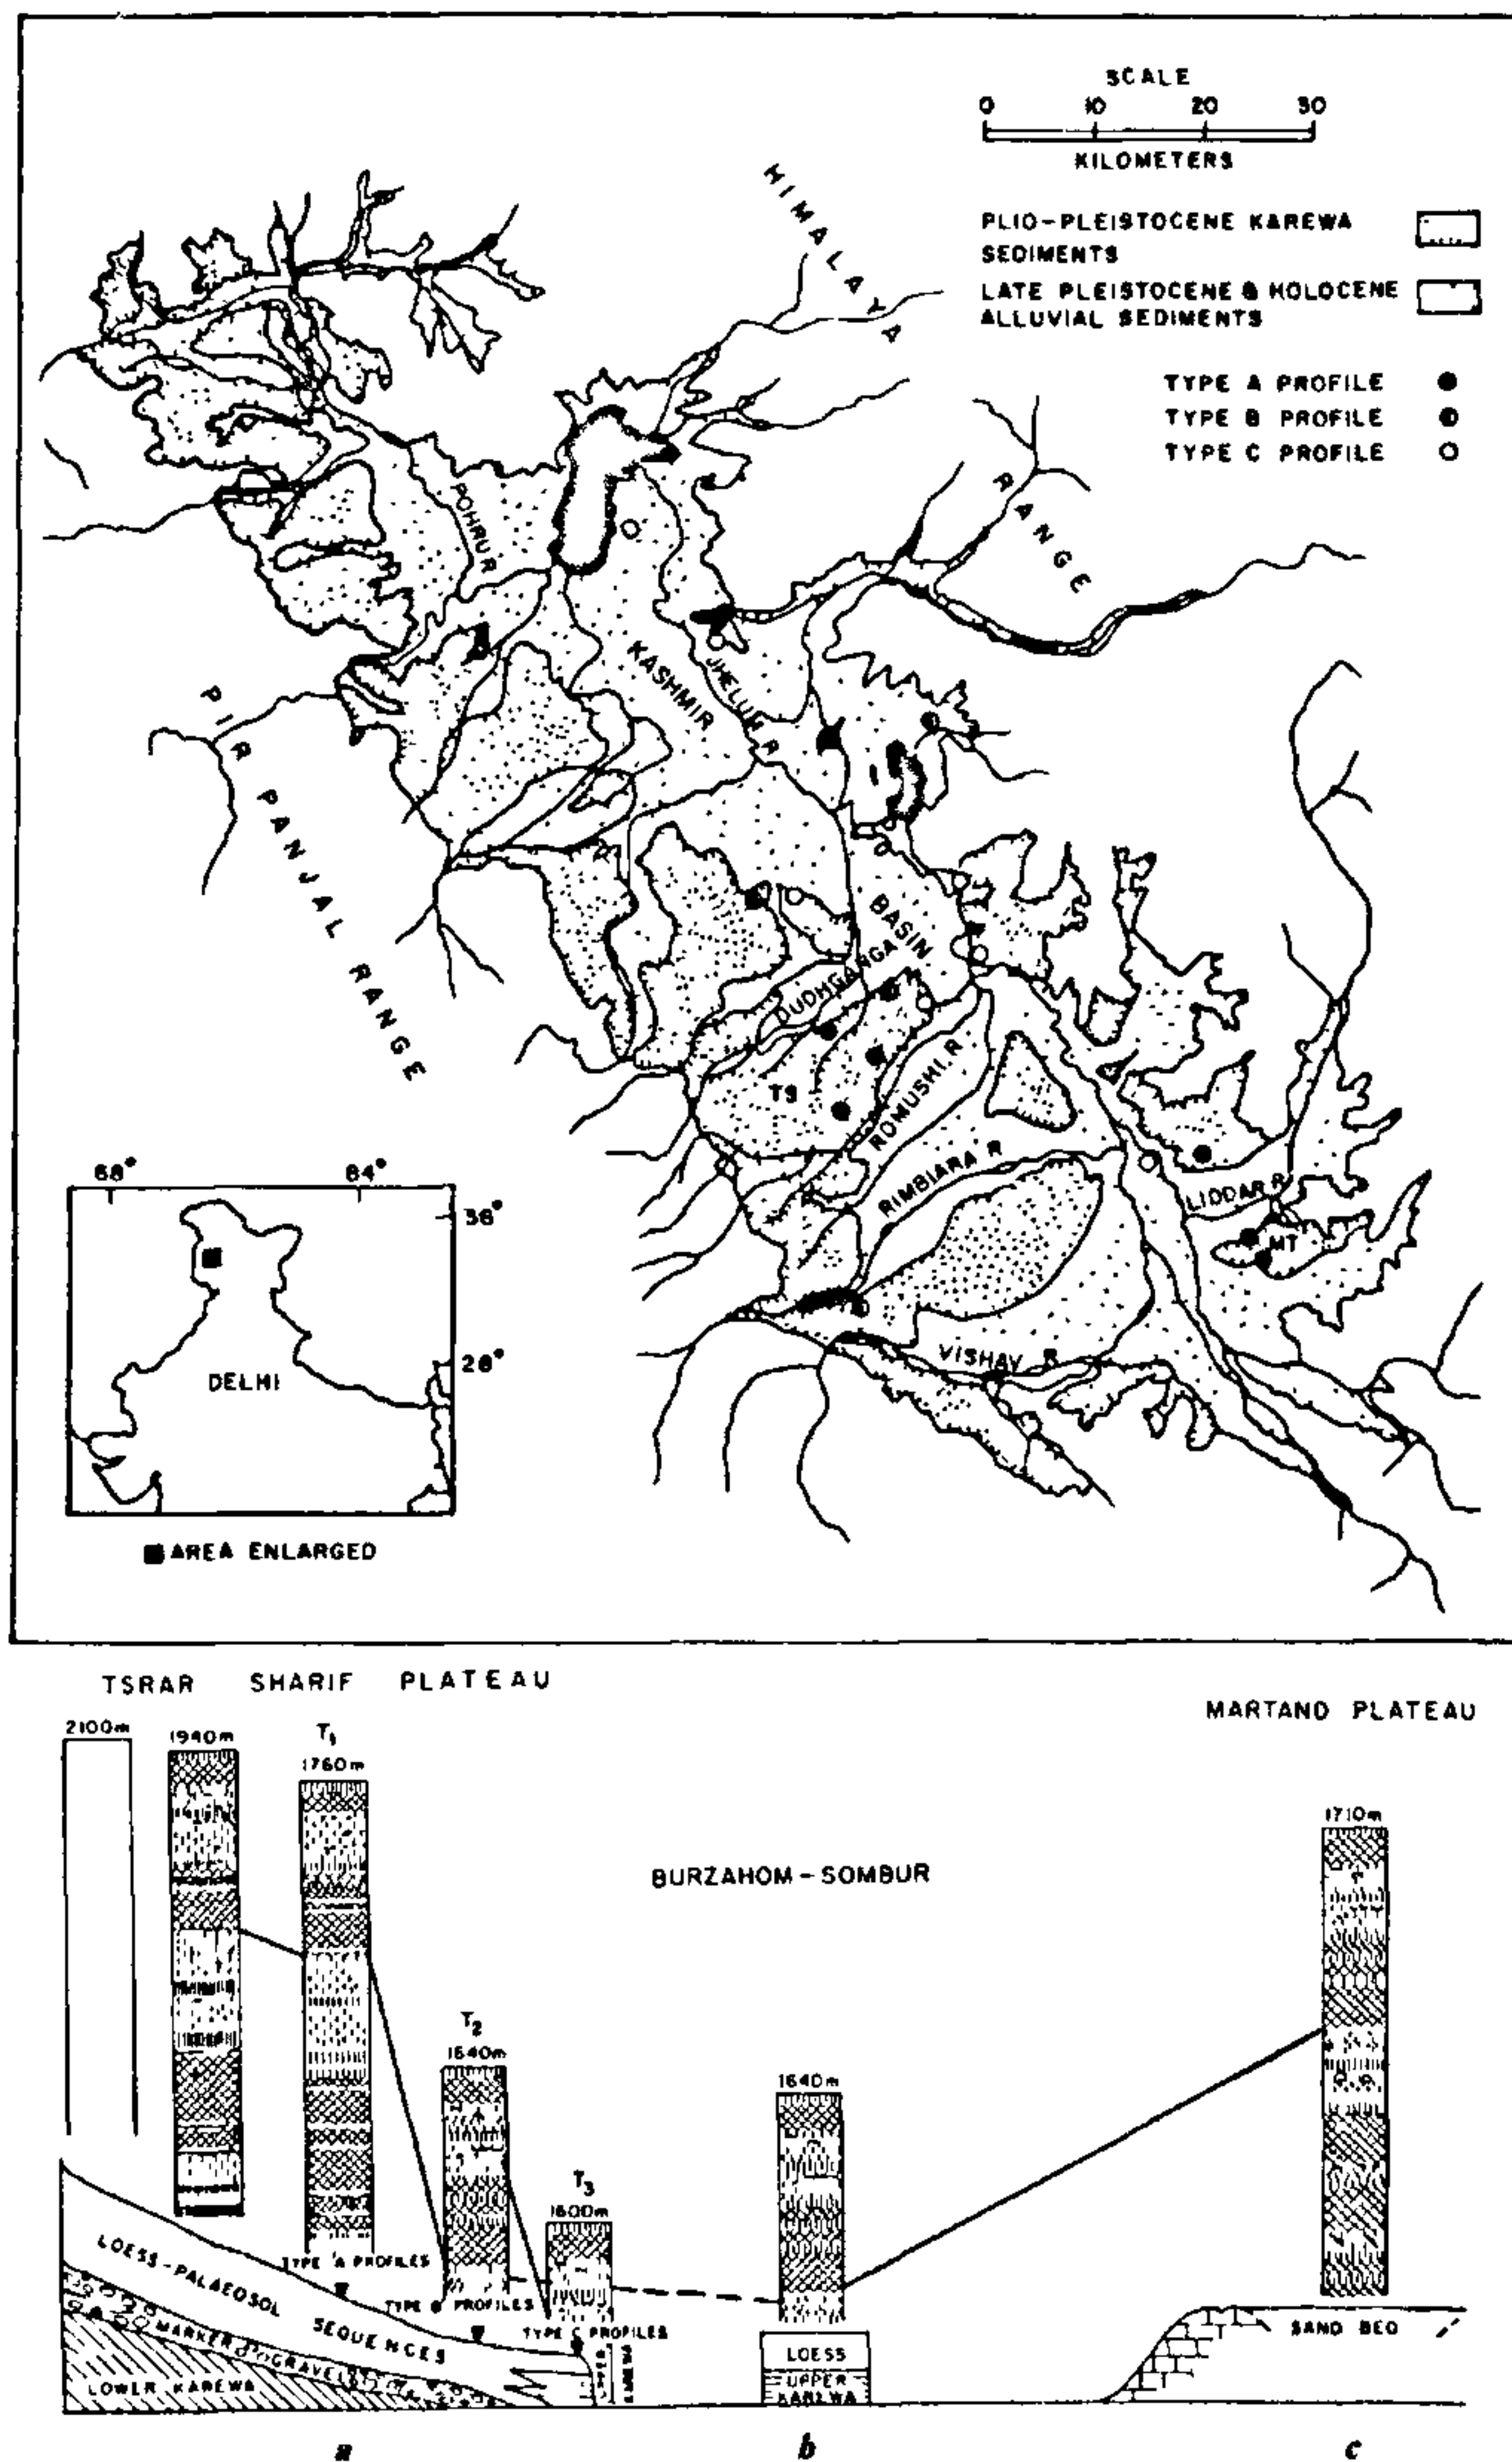 SCALE
0 10 20 30
KILOMETERS
PLIO-PLEISTOCENE KAREWA
SEDIMENTS
LATE PLEISTOCENE & HOLOCENE
ALLUVIAL SEDIMENTS
TYPE A PROFILE
TYPE B PROFILE
TYPE C PROFILE
HIMALAYA
RANGE
POHRU R
KASHMIR
JHELUM R
PIR PANJAL RANGE
BASIN
DUDHGANGA
TS
ROMUSHI R
RIMBIARA R
LIDDAR R
MT
VISHAV R
68° 84°
36°
28°
DELHI
AREA ENLARGED
TSRAR SHARIF PLATEAU
MARTAND PLATEAU
2100m
1940m
T1
1760m
1710m
BURZAHOM-SOMBUR
T2
1640m
1640m
T3
1600m
TYPE A PROFILES
TYPE B PROFILES
TYPE C PROFILES
LOESS-PALAEOSOL SEQUENCES
MARKER GRAVEL
LOWER KAREWA
UPPER KAREWA
LOESS
UPPER
KAREWA
SAND BED
a b c